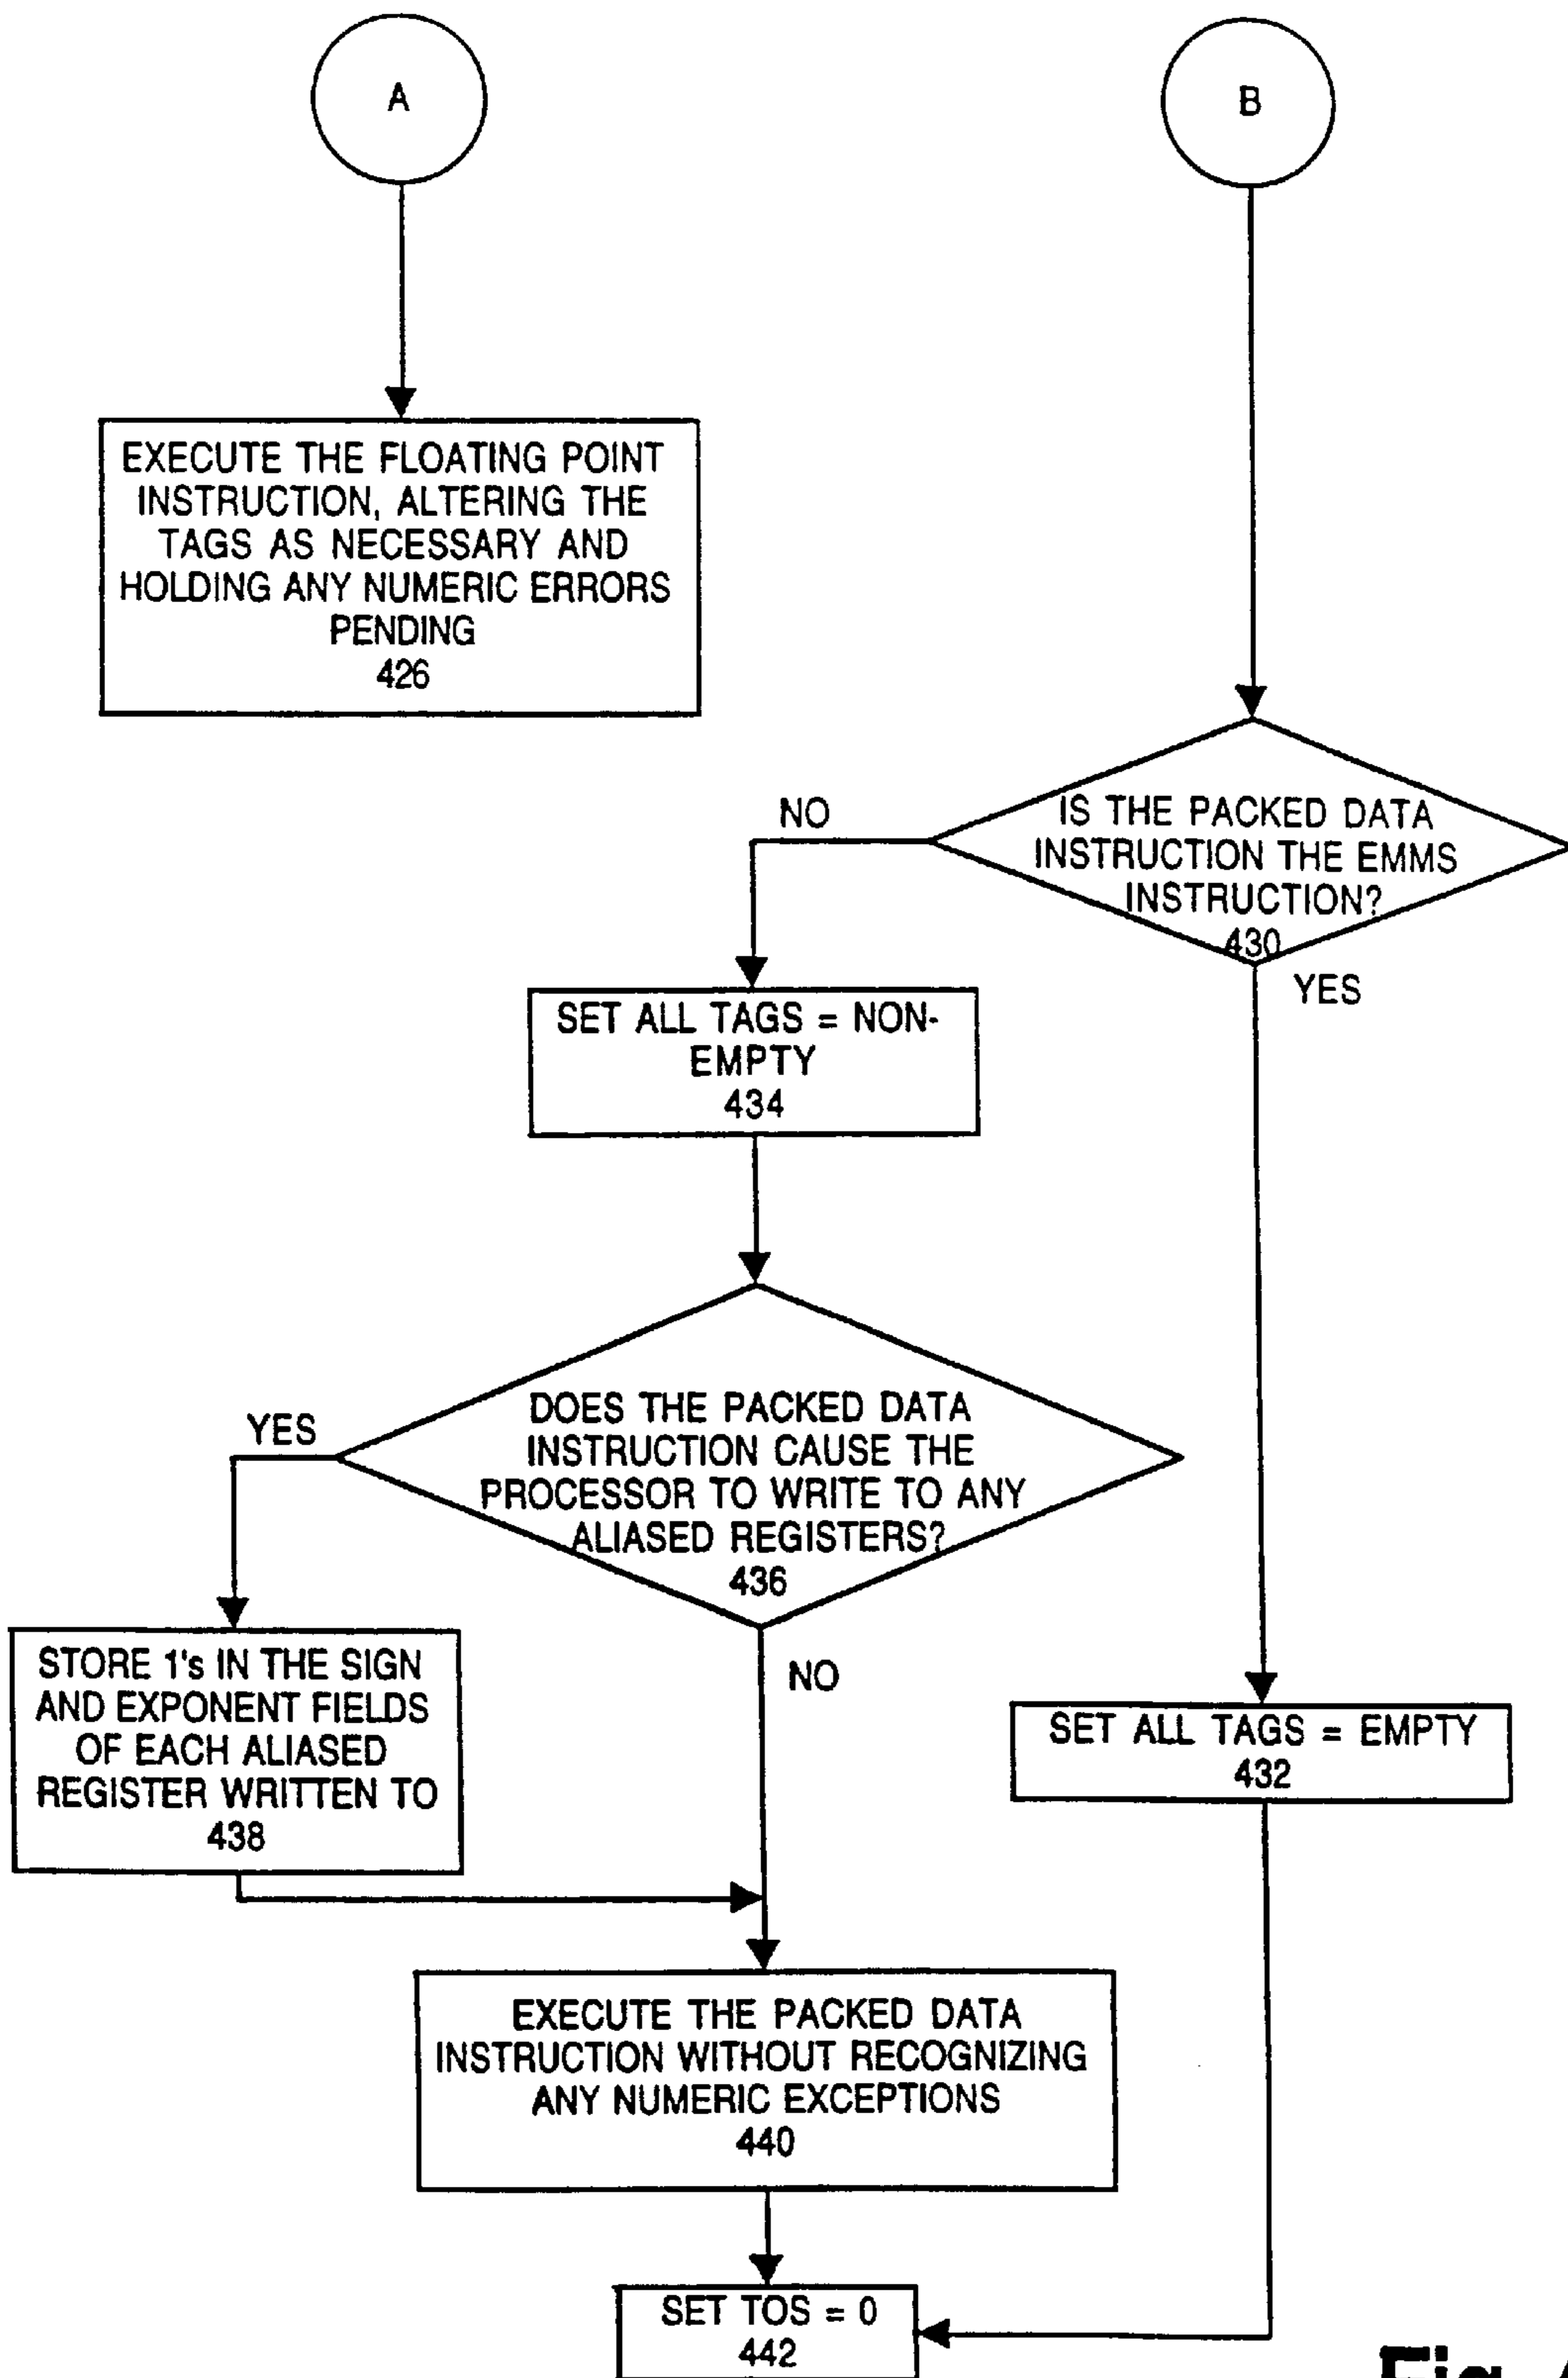 A
B
EXECUTE THE FLOATING POINT
INSTRUCTION, ALTERING THE
TAGS AS NECESSARY AND
HOLDING ANY NUMERIC ERRORS
PENDING
426
IS THE PACKED DATA
INSTRUCTION THE EMMS
INSTRUCTION?
430
NO
YES
SET ALL TAGS = NON-
EMPTY
434
DOES THE PACKED DATA
INSTRUCTION CAUSE THE
PROCESSOR TO WRITE TO ANY
ALIASED REGISTERS?
436
YES
NO
STORE 1's IN THE SIGN
AND EXPONENT FIELDS
OF EACH ALIASED
REGISTER WRITTEN TO
438
SET ALL TAGS = EMPTY
432
EXECUTE THE PACKED DATA
INSTRUCTION WITHOUT RECOGNIZING
ANY NUMERIC EXCEPTIONS
440
SET TOS = 0
442
Fig